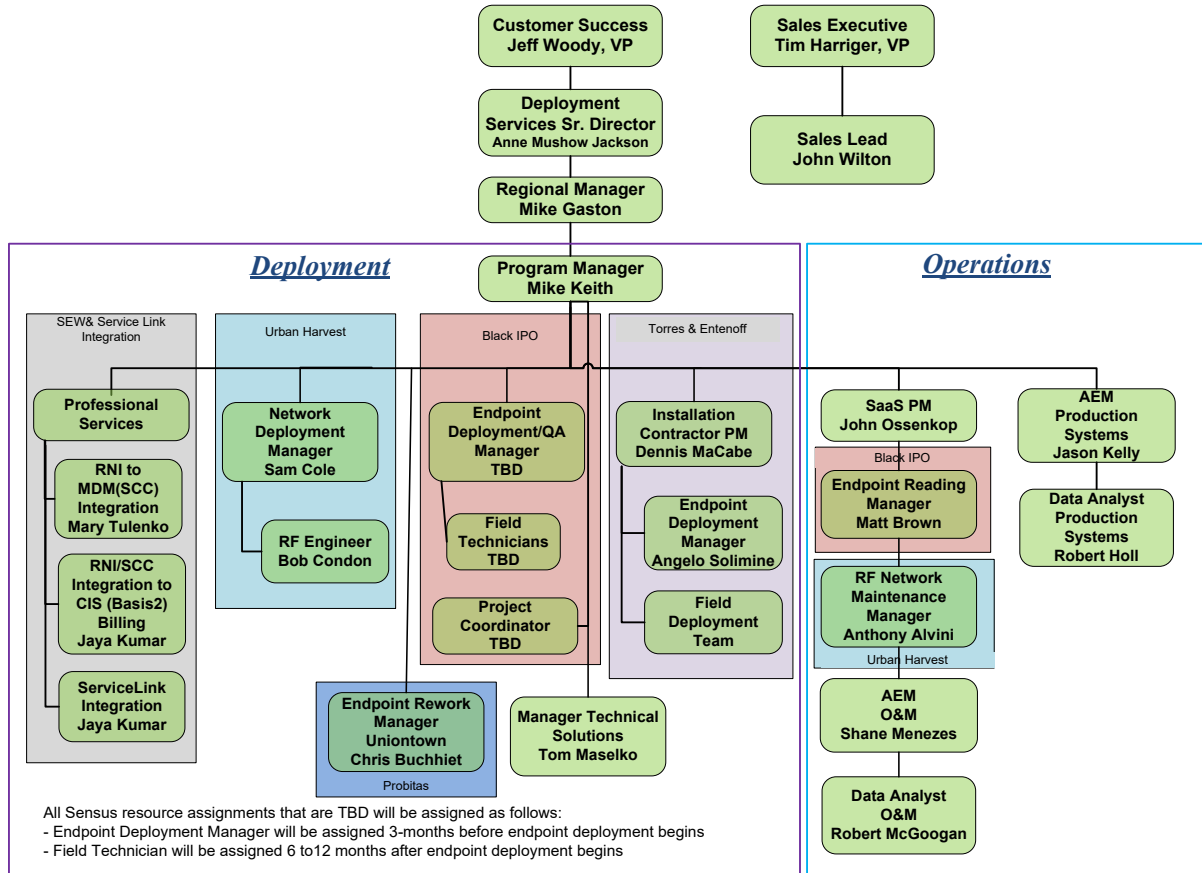 Customer Success
Jeff Woody, VP
Sales Executive
Tim Harriger, VP
Deployment
Services Sr. Director
Anne Mushow Jackson
Sales Lead
John Wilton
Regional Manager
Mike Gaston
Deployment
Program Manager
Mike Keith
Operations
SEW& Service Link
Integration
Urban Harvest
Black IPO
Torres & Entenoff
Professional
Services
RNI to
MDM(SCC)
Integration
Mary Tulenko
RNI/SCC
Integration to
CIS (Basis2)
Billing
Jaya Kumar
ServiceLink
Integration
Jaya Kumar
Network
Deployment
Manager
Sam Cole
RF Engineer
Bob Condon
Endpoint
Deployment/QA
Manager
TBD
Field
Technicians
TBD
Project
Coordinator
TBD
Installation
Contractor PM
Dennis MaCabe
Endpoint
Deployment
Manager
Angelo Solimine
Field
Deployment
Team
Endpoint Rework
Manager
Uniontown
Chris Buchhiet
Probitas
Manager Technical
Solutions
Tom Maselko
SaaS PM
John Ossenkop
Black IPO
Endpoint Reading
Manager
Matt Brown
RF Network
Maintenance
Manager
Anthony Alvini
Urban Harvest
AEM
O&M
Shane Menezes
Data Analyst
O&M
Robert McGoogan
AEM
Production
Systems
Jason Kelly
Data Analyst
Production
Systems
Robert Holl
All Sensus resource assignments that are TBD will be assigned as follows:
- Endpoint Deployment Manager will be assigned 3-months before endpoint deployment begins
- Field Technician will be assigned 6 to12 months after endpoint deployment begins